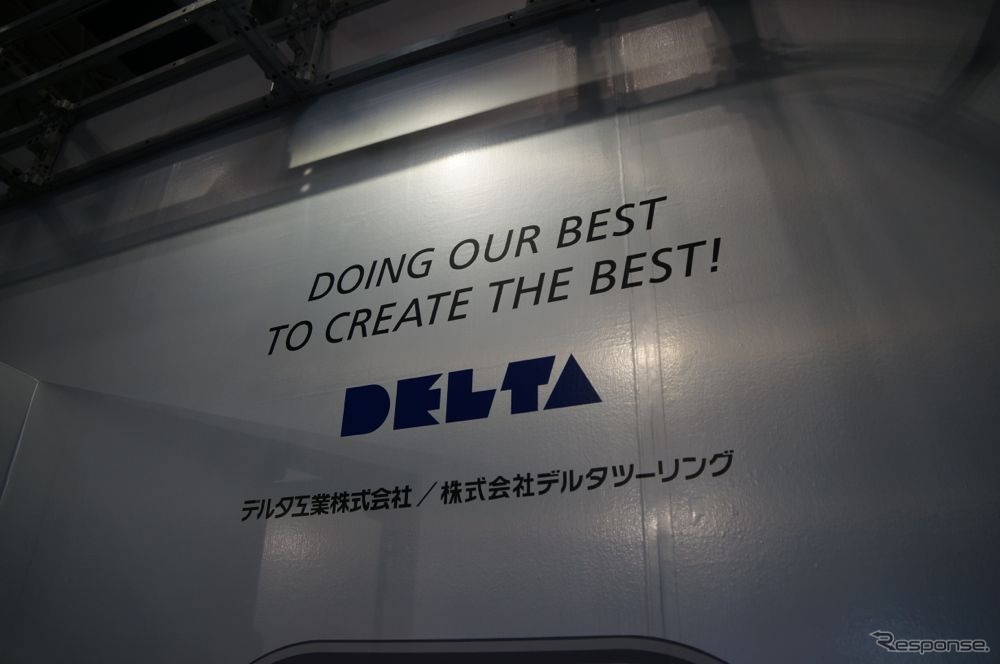 DOING OUR BEST
TO CREATE THE BEST!
DELTA
デルタ工業株式会社／株式会社デルタツーリング
Response.